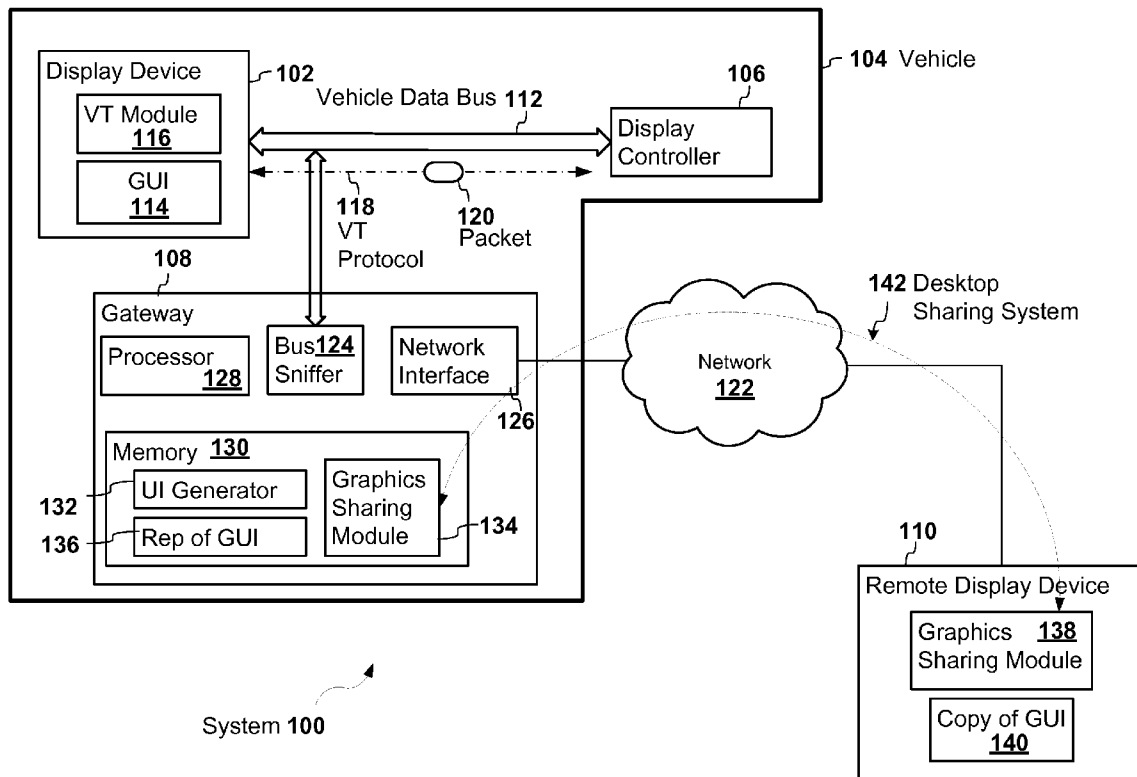 Display Device
102
VT Module
116
GUI
114
Vehicle Data Bus 112
106
Display
Controller
104 Vehicle
118
VT
Protocol
120
Packet
108
Gateway
Processor
128
Bus 124
Sniffer
Network
Interface
126
Network
122
142 Desktop
Sharing System
Memory 130
132
UI Generator
136
Rep of GUI
Graphics
Sharing
Module
134
110
Remote Display Device
Graphics 138
Sharing Module
Copy of GUI
140
System 100